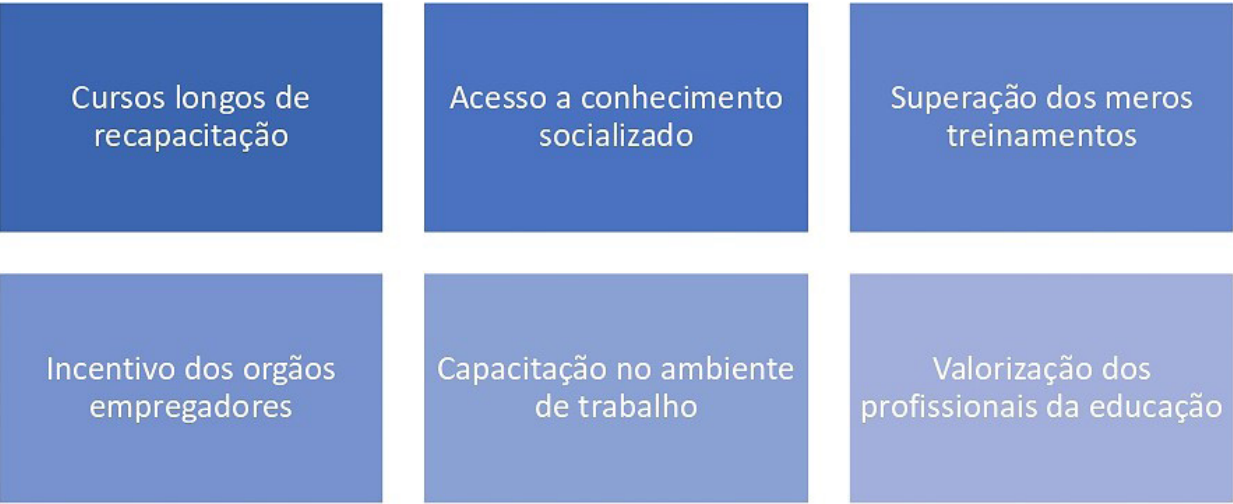 Cursos longos de
recapacitação
Acesso a conhecimento
socializado
Superação dos meros
treinamentos
Incentivo dos orgãos
empregadores
Capacitação no ambiente
de trabalho
Valorização dos
profissionais da educação